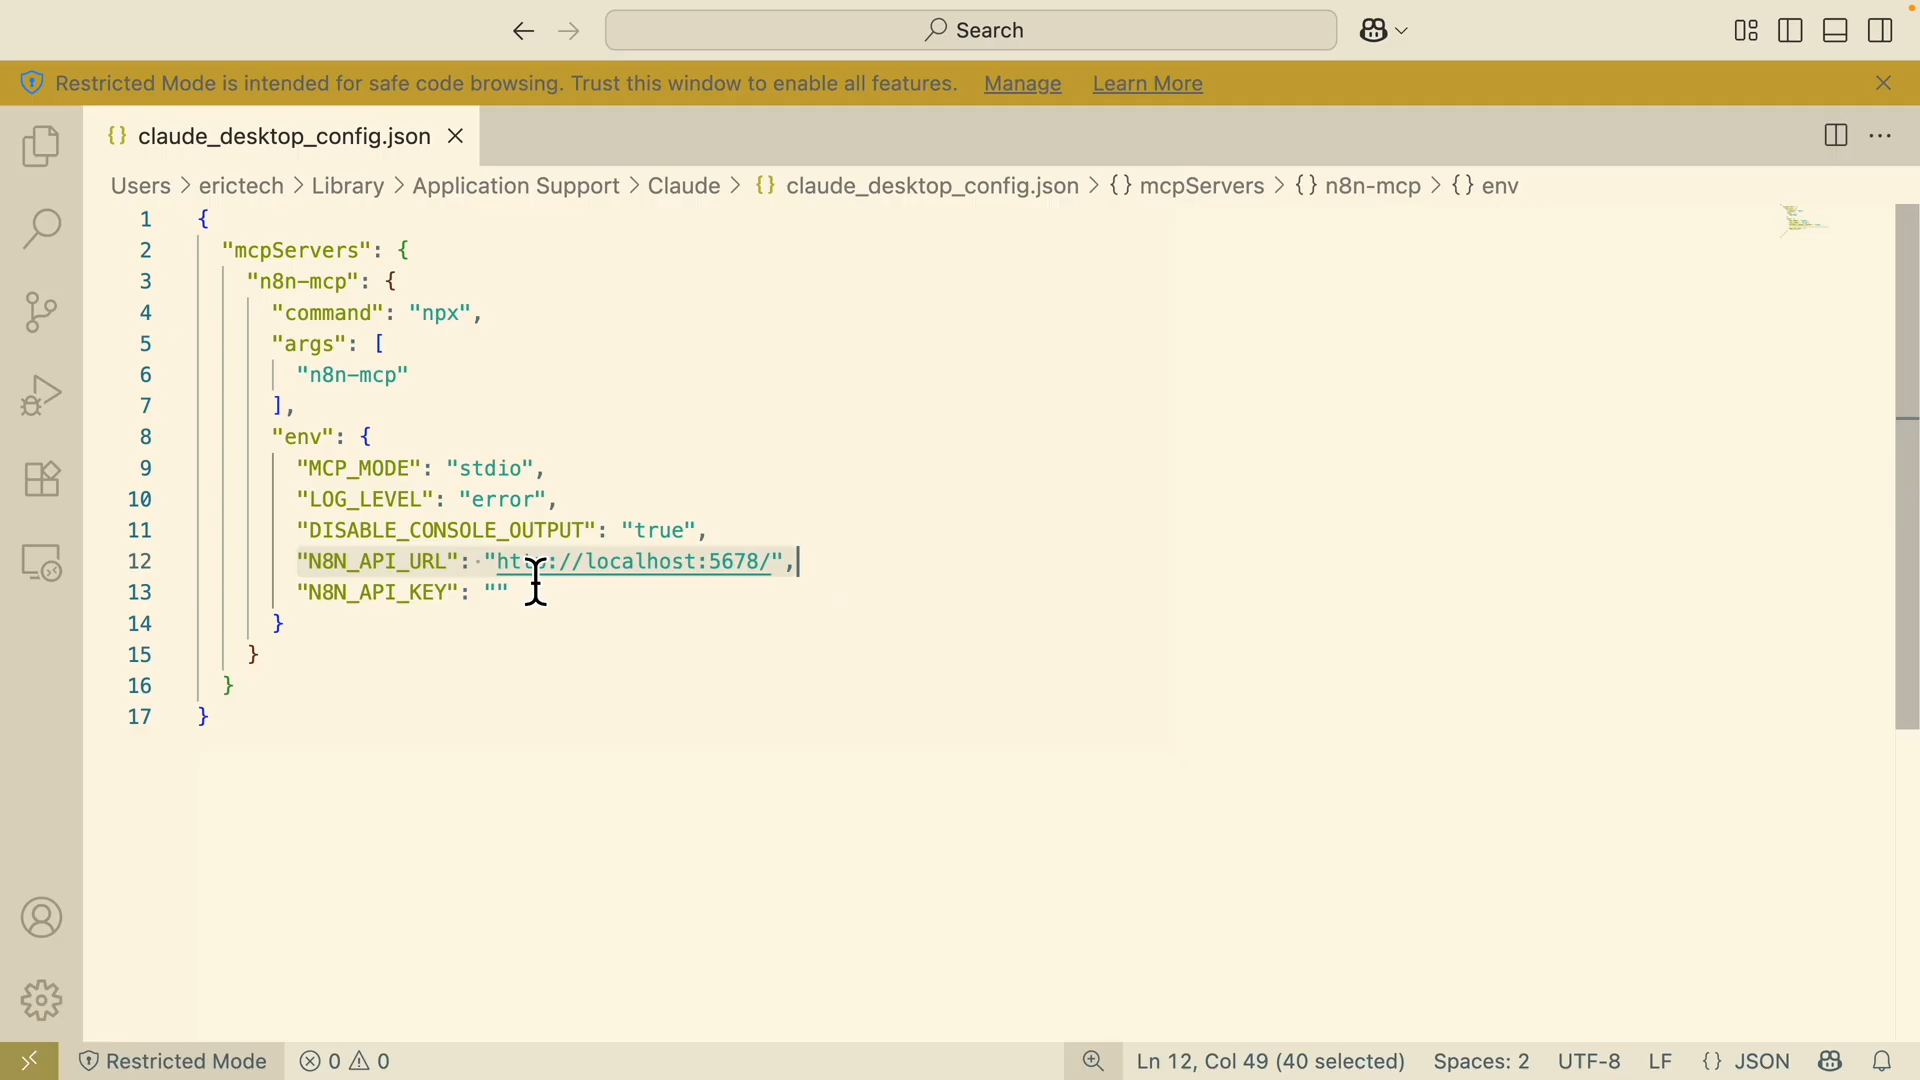 Search
Restricted Mode is intended for safe code browsing. Trust this window to enable all features. Manage Learn More
claude_desktop_config.json
Users > erictech > Library > Application Support > Claude > {} claude_desktop_config.json > {} mcpServers > {} n8n-mcp > {} env
1 {
2 "mcpServers": {
3 "n8n-mcp": {
4 "command": "npx",
5 "args": [
6 "n8n-mcp"
7 ],
8 "env": {
9 "MCP_MODE": "stdio",
10 "LOG_LEVEL": "error",
11 "DISABLE_CONSOLE_OUTPUT": "true",
12 "N8N_API_URL": "http://localhost:5678/",
13 "N8N_API_KEY": ""
14 }
15 }
16 }
17 }
Restricted Mode 0 0 Ln 12, Col 49 (40 selected) Spaces: 2 UTF-8 LF {} JSON